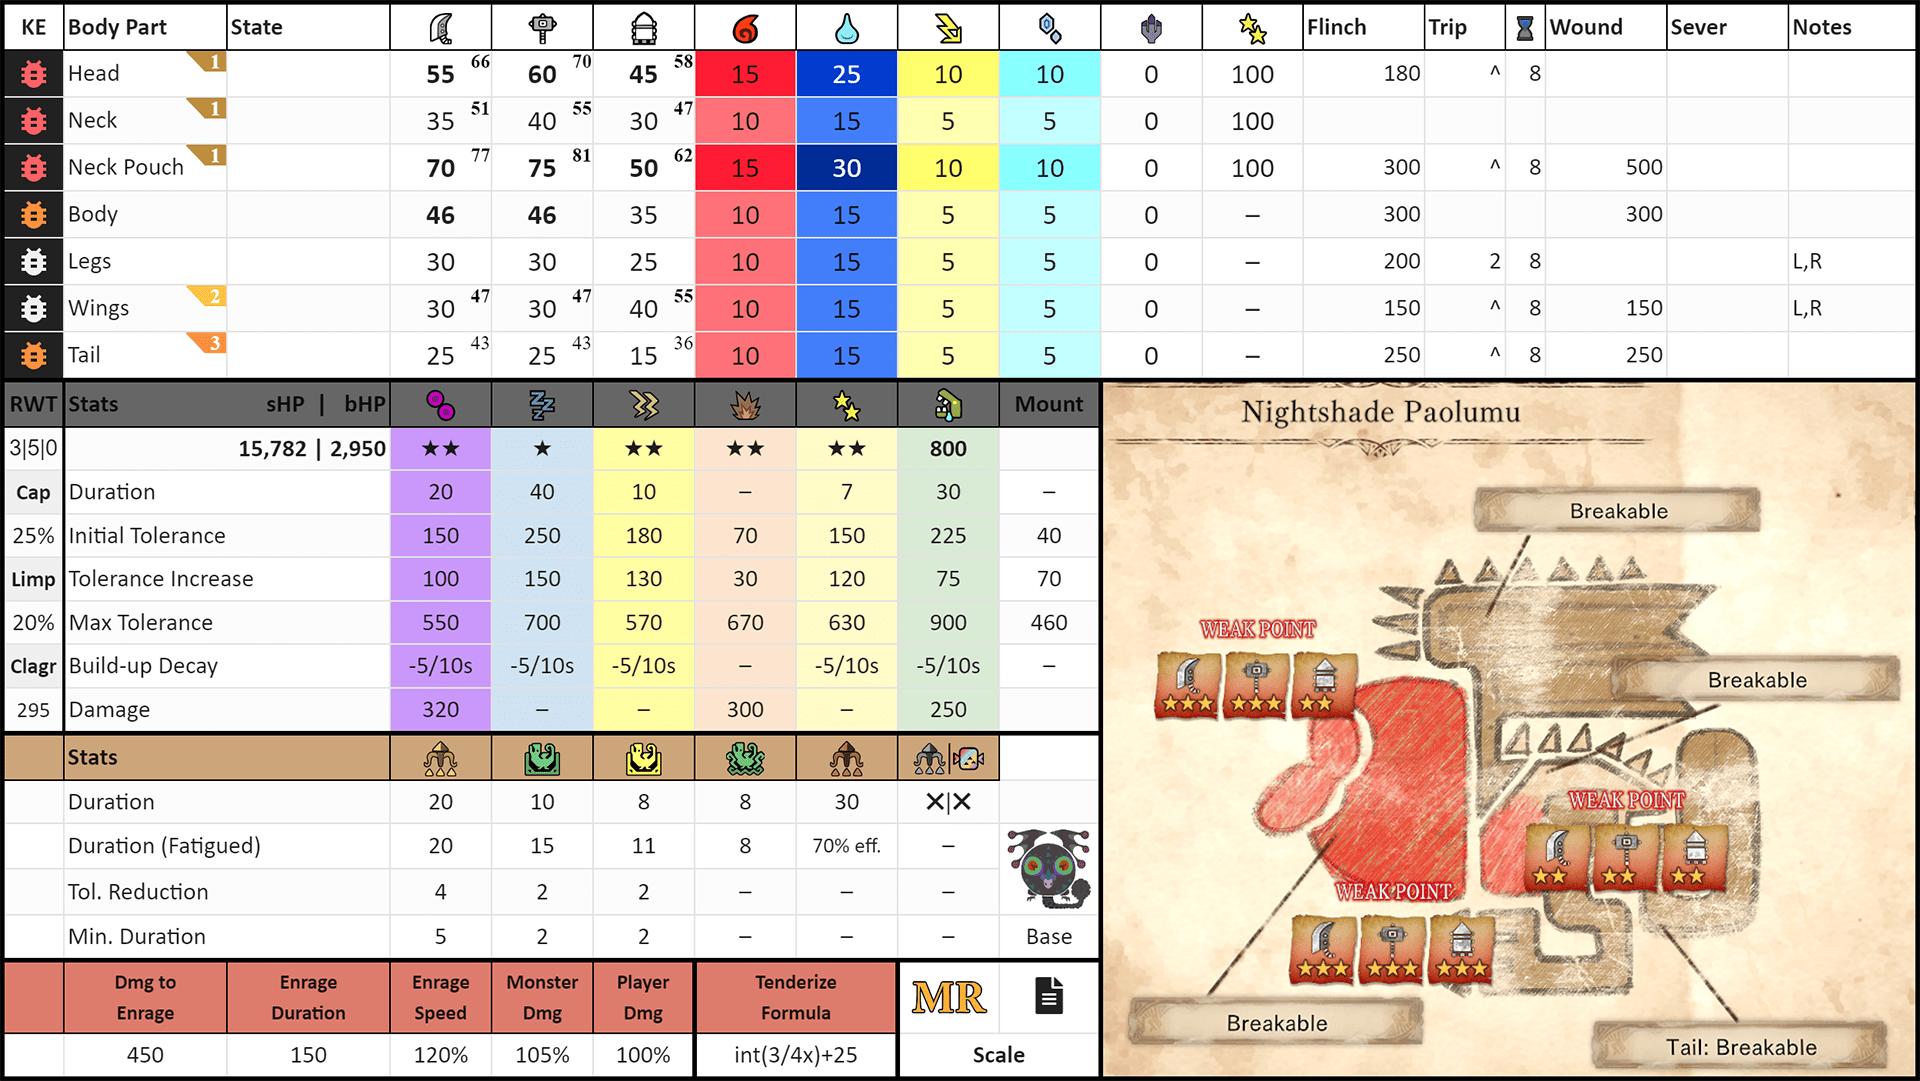 KE Body Part State Flinch Trip Wound Sever Notes
Head 1 55 66 60 70 45 58 15 25 10 10 0 100 180 ^ 8
Neck 1 35 51 40 55 30 47 10 15 5 5 0 100
Neck Pouch 1 70 77 75 81 50 62 15 30 10 10 0 100 300 ^ 8 500
Body 46 46 35 10 15 5 5 0 – 300 300
Legs 30 30 25 10 15 5 5 0 – 200 2 8 L,R
Wings 2 30 47 30 47 40 55 10 15 5 5 0 – 150 ^ 8 150 L,R
Tail 3 25 43 25 43 15 36 10 15 5 5 0 – 250 ^ 8 250
RWT Stats sHP | bHP Mount
3|5|0 15,782 | 2,950 ★★ ★ ★★ ★★ ★★ 800
Cap Duration 20 40 10 – 7 30 –
25% Initial Tolerance 150 250 180 70 150 225 40
Limp Tolerance Increase 100 150 130 30 120 75 70
20% Max Tolerance 550 700 570 670 630 900 460
Clagr Build-up Decay -5/10s -5/10s -5/10s – -5/10s -5/10s –
295 Damage 320 – – 300 – 250
Stats
Duration 20 10 8 8 30 ✕|✕
Duration (Fatigued) 20 15 11 8 70% eff. –
Tol. Reduction 4 2 2 – – –
Min. Duration 5 2 2 – – – Base
Dmg to Enrage Enrage Duration Enrage Speed Monster Dmg Player Dmg Tenderize Formula MR
450 150 120% 105% 100% int(3/4x)+25 Scale
Nightshade Paolumu
Breakable
WEAK POINT
Breakable
WEAK POINT
WEAK POINT
Breakable
Tail: Breakable